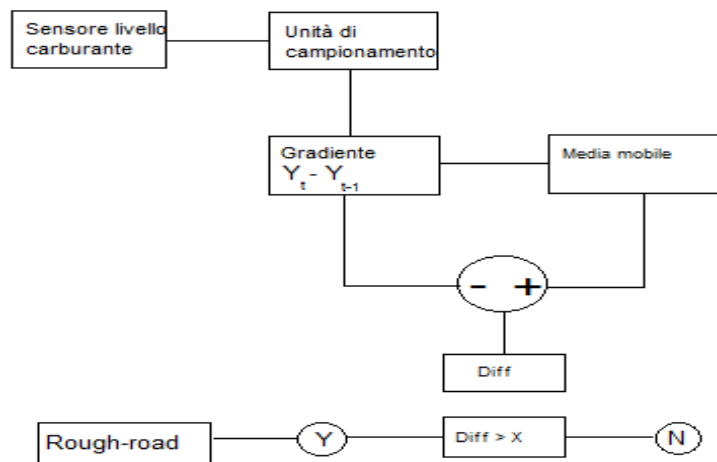 Sensore livello
carburante
Unità di
campionamento
Gradiente
Yt - Yt-1
Media mobile
- +
Diff
Rough-road
Y
Diff > X
N